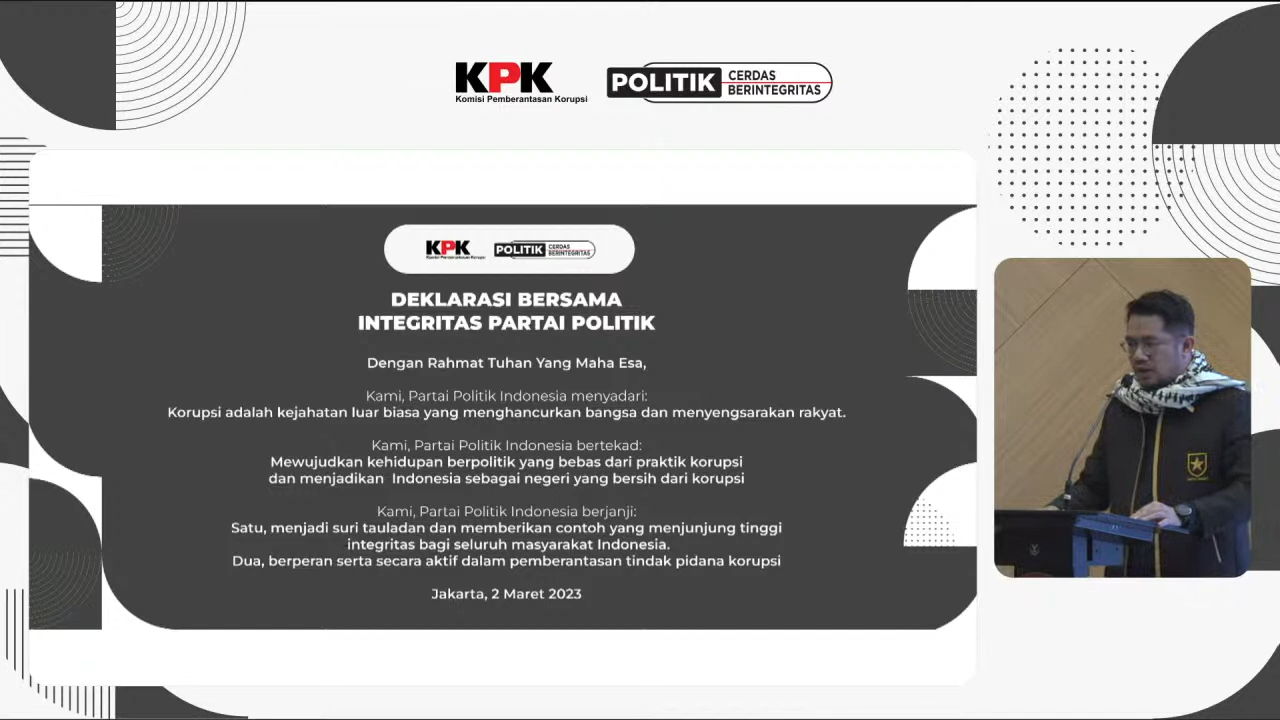 KPK
Komisi Pemberantasan Korupsi
POLITIK CERDAS BERINTEGRITAS
KPK
Komisi Pemberantasan Korupsi
POLITIK CERDAS BERINTEGRITAS
DEKLARASI BERSAMA
INTEGRITAS PARTAI POLITIK
Dengan Rahmat Tuhan Yang Maha Esa,
Kami, Partai Politik Indonesia menyadari:
Korupsi adalah kejahatan luar biasa yang menghancurkan bangsa dan menyengsarakan rakyat.
Kami, Partai Politik Indonesia bertekad:
Mewujudkan kehidupan berpolitik yang bebas dari praktik korupsi
dan menjadikan Indonesia sebagai negeri yang bersih dari korupsi
Kami, Partai Politik Indonesia berjanji:
Satu, menjadi suri tauladan dan memberikan contoh yang menjunjung tinggi
integritas bagi seluruh masyarakat Indonesia.
Dua, berperan serta secara aktif dalam pemberantasan tindak pidana korupsi
Jakarta, 2 Maret 2023